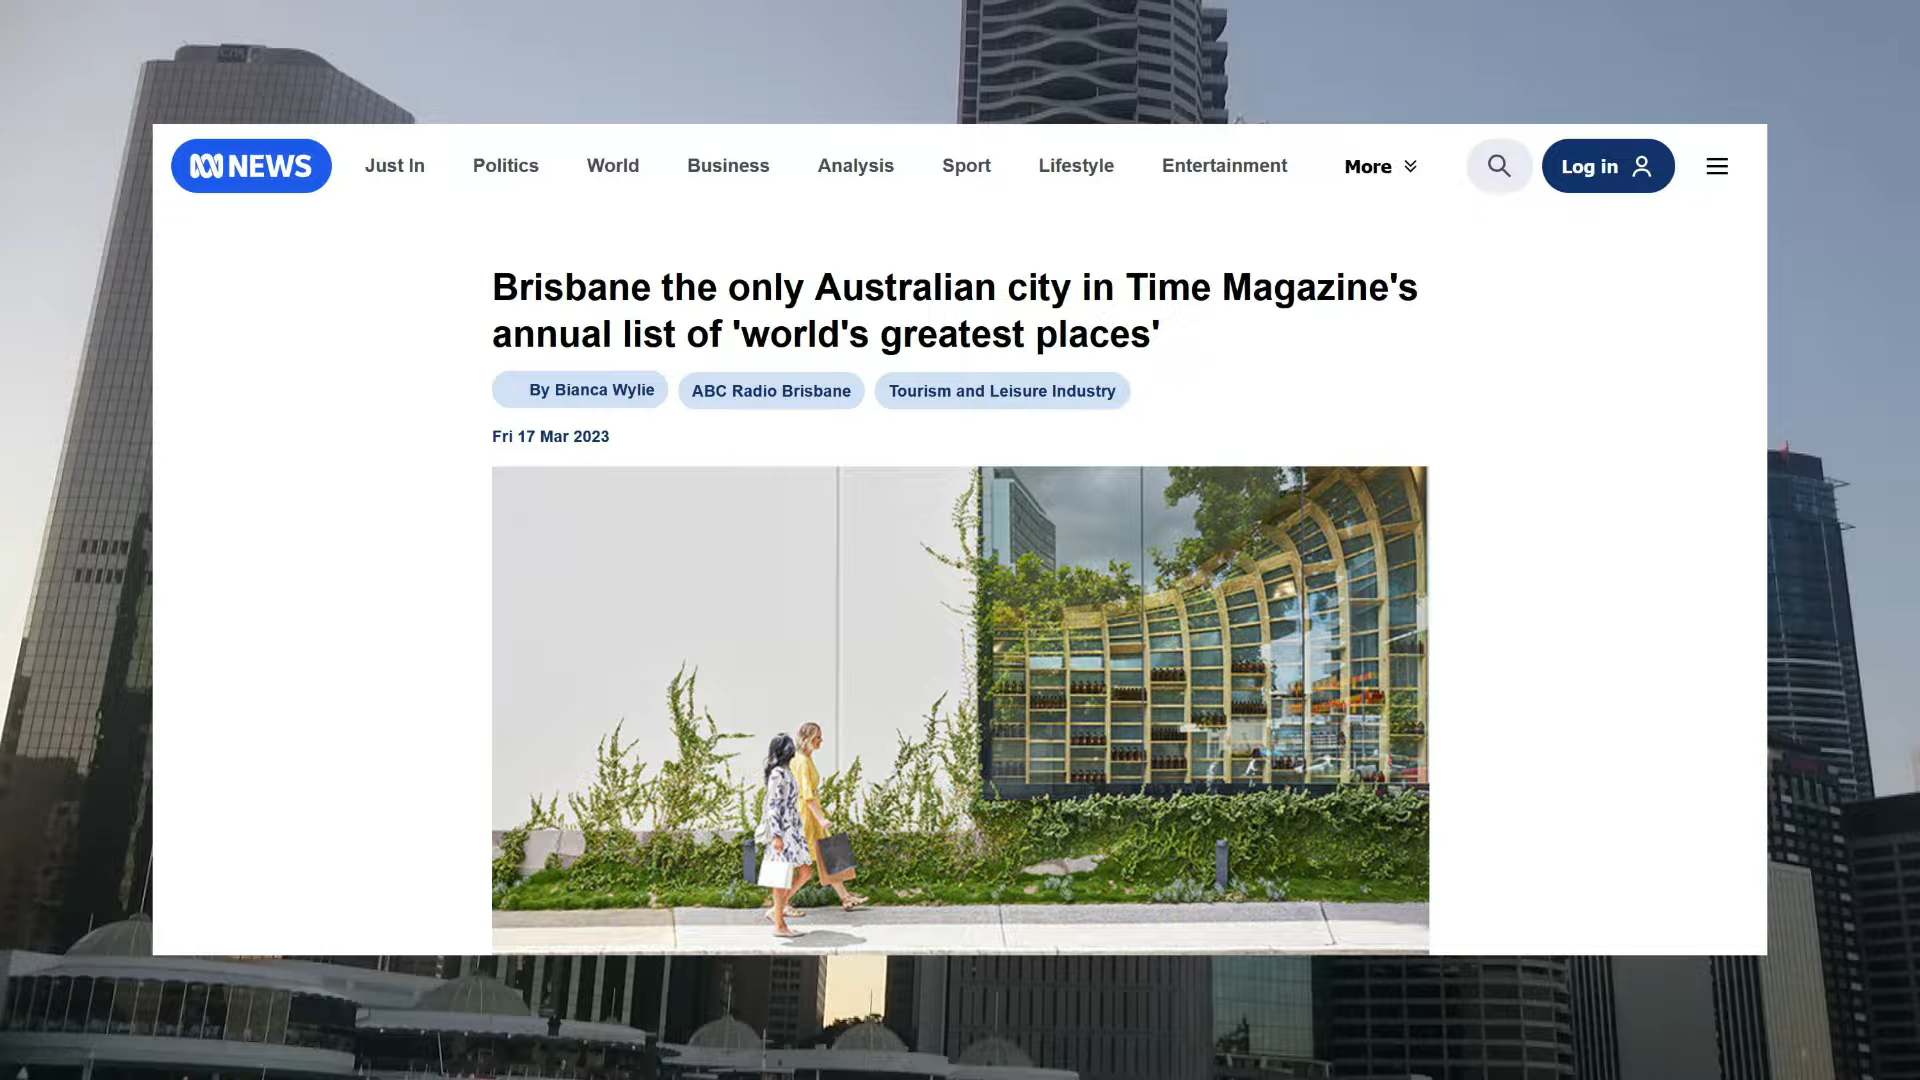 NEWS
Just In
Politics
World
Business
Analysis
Sport
Lifestyle
Entertainment
More
Log in
Brisbane the only Australian city in Time Magazine's
annual list of 'world's greatest places'
By Bianca Wylie
ABC Radio Brisbane
Tourism and Leisure Industry
Fri 17 Mar 2023